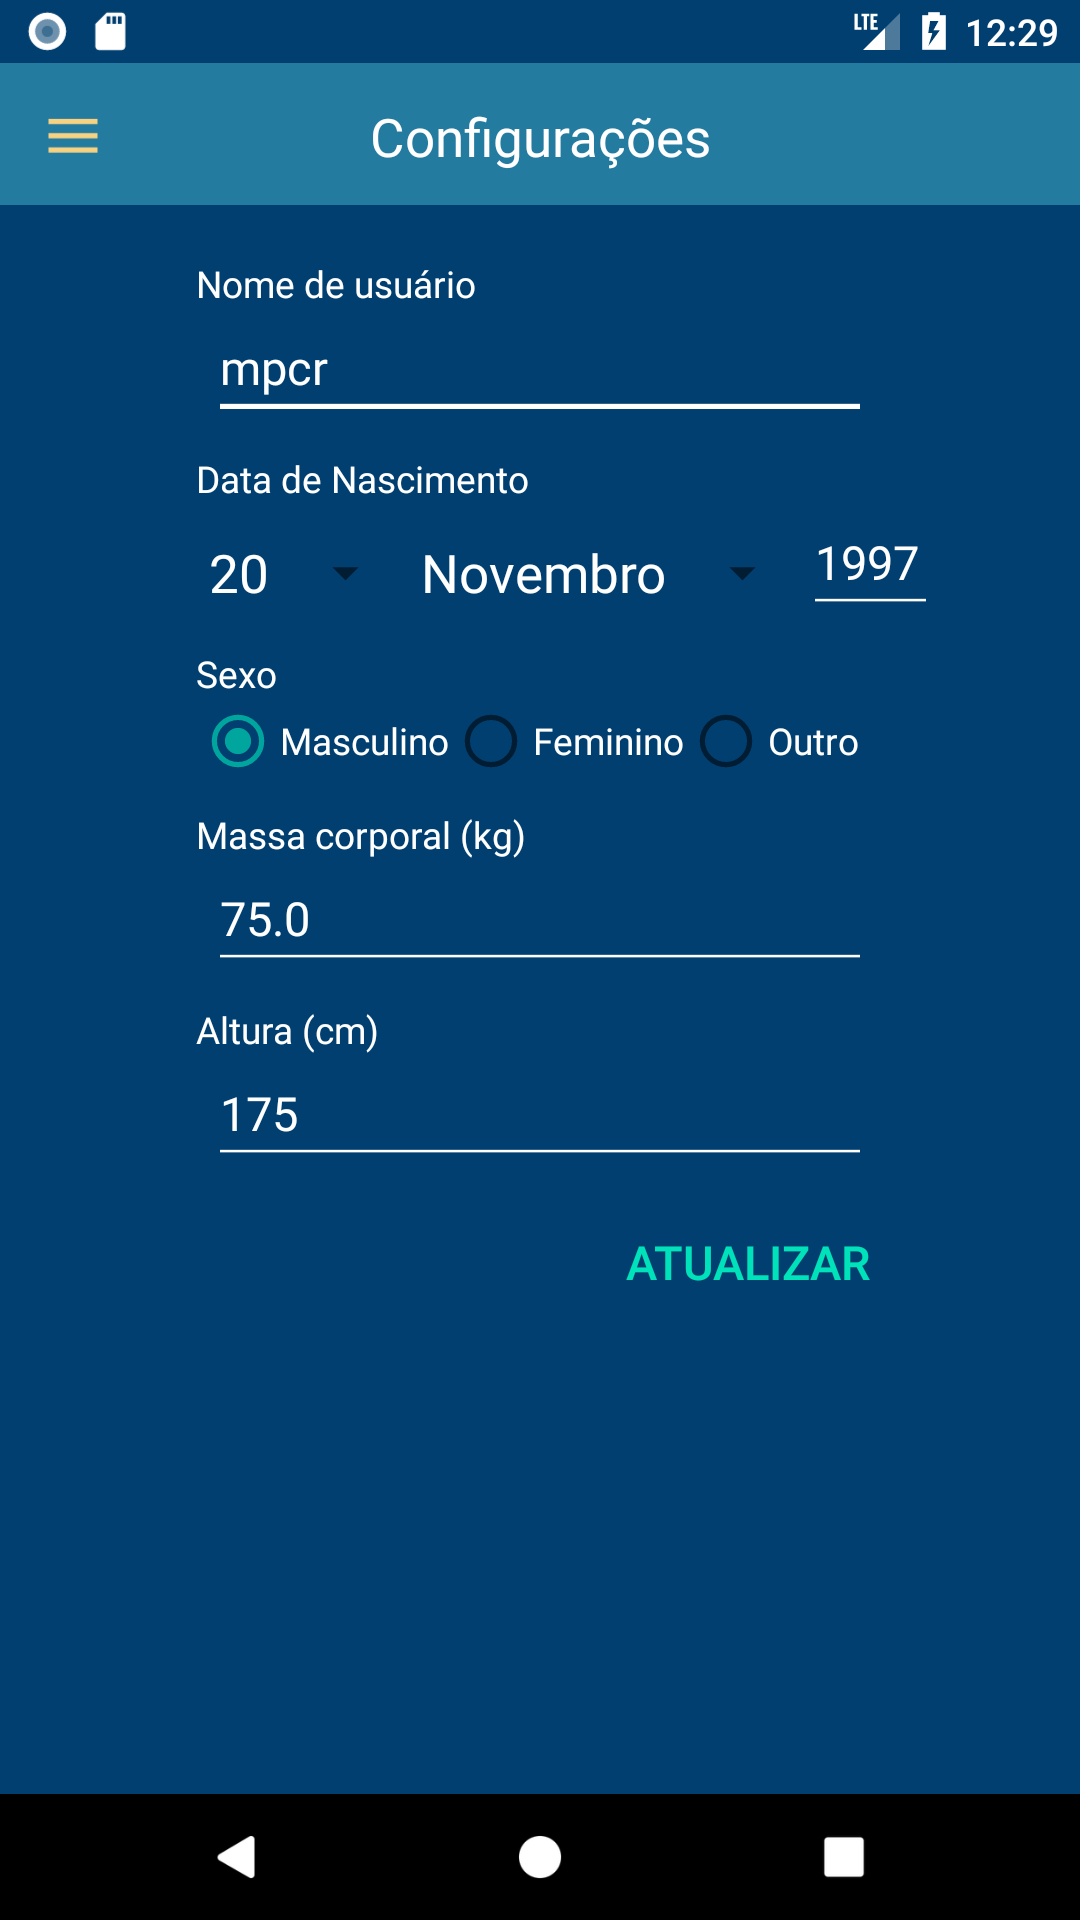 LTE 12:29
Configurações
Nome de usuário
mpcr
Data de Nascimento
20 Novembro 1997
Sexo
Masculino Feminino Outro
Massa corporal (kg)
75.0
Altura (cm)
175
ATUALIZAR